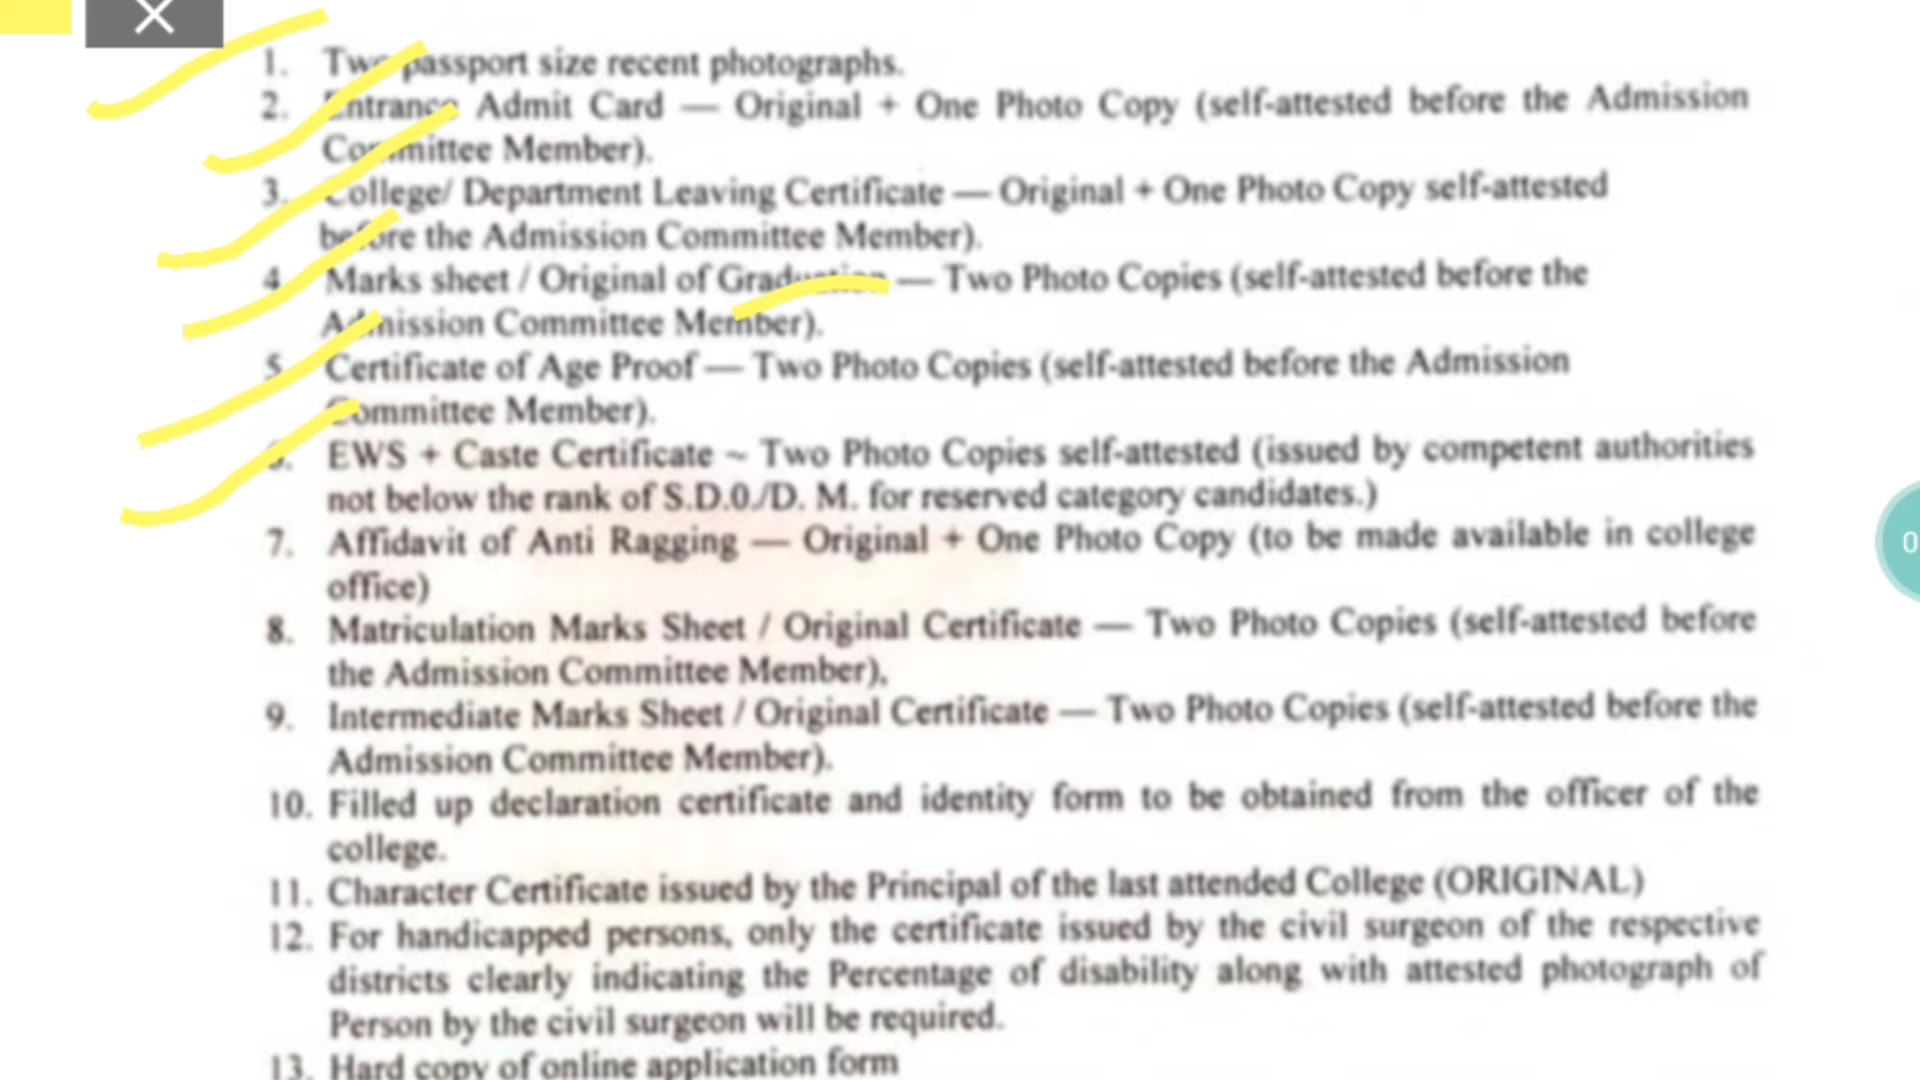 1. Two passport size recent photographs.
2. Entrance Admit Card — Original + One Photo Copy (self-attested before the Admission
Committee Member).
3. College/ Department Leaving Certificate — Original + One Photo Copy self-attested
before the Admission Committee Member).
4. Marks sheet / Original of Graduation — Two Photo Copies (self-attested before the
Admission Committee Member).
5. Certificate of Age Proof — Two Photo Copies (self-attested before the Admission
Committee Member).
6. EWS + Caste Certificate ~ Two Photo Copies self-attested (issued by competent authorities
not below the rank of S.D.0./D. M. for reserved category candidates.)
7. Affidavit of Anti Ragging — Original + One Photo Copy (to be made available in college
office)
8. Matriculation Marks Sheet / Original Certificate — Two Photo Copies (self-attested before
the Admission Committee Member),
9. Intermediate Marks Sheet / Original Certificate — Two Photo Copies (self-attested before the
Admission Committee Member).
10. Filled up declaration certificate and identity form to be obtained from the officer of the
college.
11. Character Certificate issued by the Principal of the last attended College (ORIGINAL)
12. For handicapped persons, only the certificate issued by the civil surgeon of the respective
districts clearly indicating the Percentage of disability along with attested photograph of
Person by the civil surgeon will be required.
13. Hard copy of online application form
0